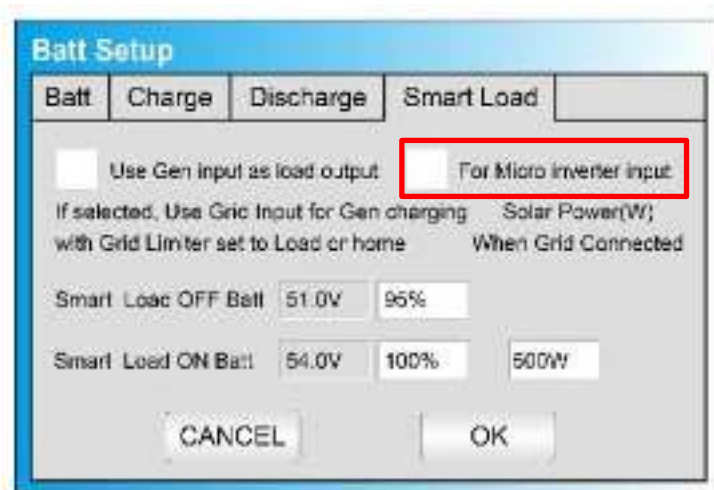 Batt Setup
Batt Charge Discharge Smart Load
Use Gen input as load output For Micro inverter input
If selected, Use Gric Input for Gen charging Solar Power(W)
with Grid Limiter set to Load or home When Grid Connected
Smart Load OFF Batt 51.0V 95%
Smart Load ON Batt 54.0V 100% 500W
CANCEL OK